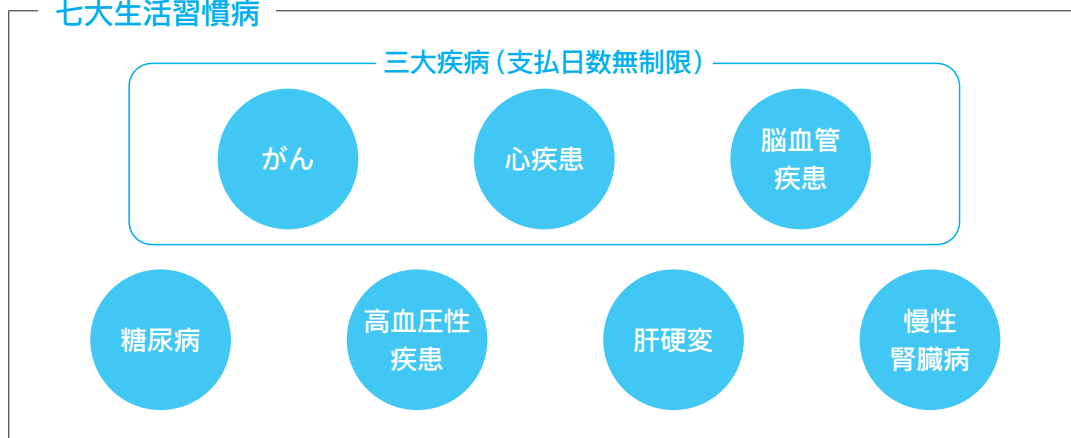 七大生活習慣病
三大疾病（支払日数無制限）
がん
心疾患
脳血管
疾患
糖尿病
高血圧性
疾患
肝硬変
慢性
腎臓病